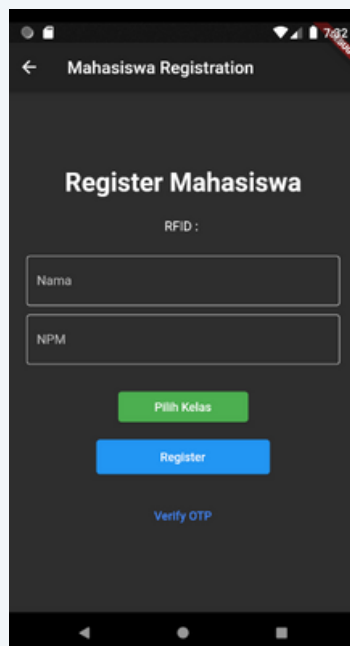 7:32
Mahasiswa Registration
Register Mahasiswa
RFID :
Nama
NPM
Pilih Kelas
Register
Verify OTP